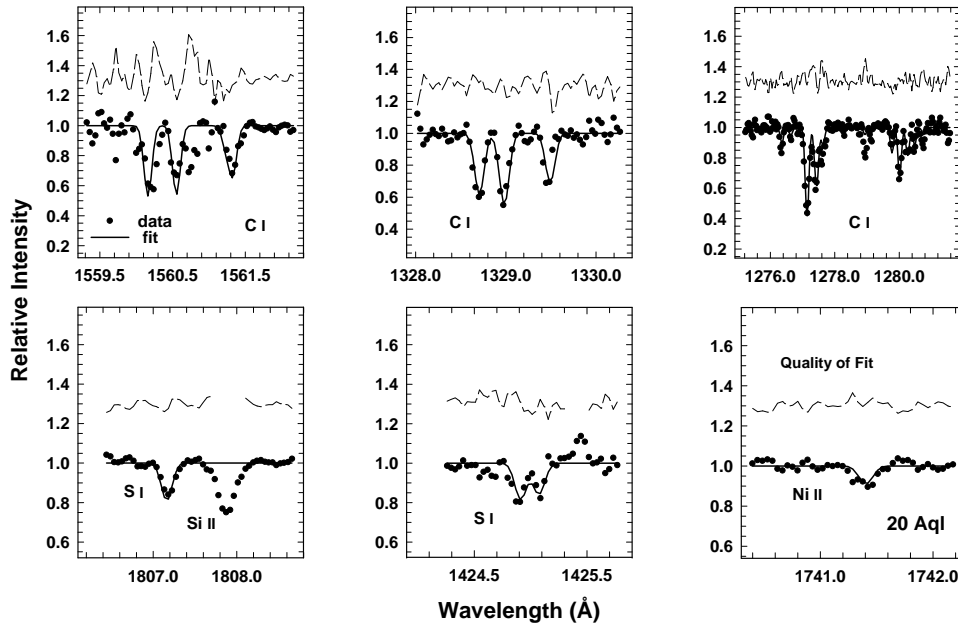 1.6
1.4
1.2
1.0
0.8
0.6
0.4
0.2
data
fit
C I
1559.5 1560.5 1561.5
1.6
1.4
1.2
1.0
0.8
0.6
0.4
C I
1328.0 1329.0 1330.0
1.6
1.4
1.2
1.0
0.8
0.6
0.4
0.2
C I
1276.0 1278.0 1280.0
Relative Intensity
1.6
1.4
1.2
1.0
0.8
0.6
S I
Si II
1807.0 1808.0
1.6
1.4
1.2
1.0
0.8
0.6
S I
1424.5 1425.5
1.6
1.4
1.2
1.0
0.8
0.6
Quality of Fit
Ni II
20 Aql
1741.0 1742.0
Wavelength (Å)